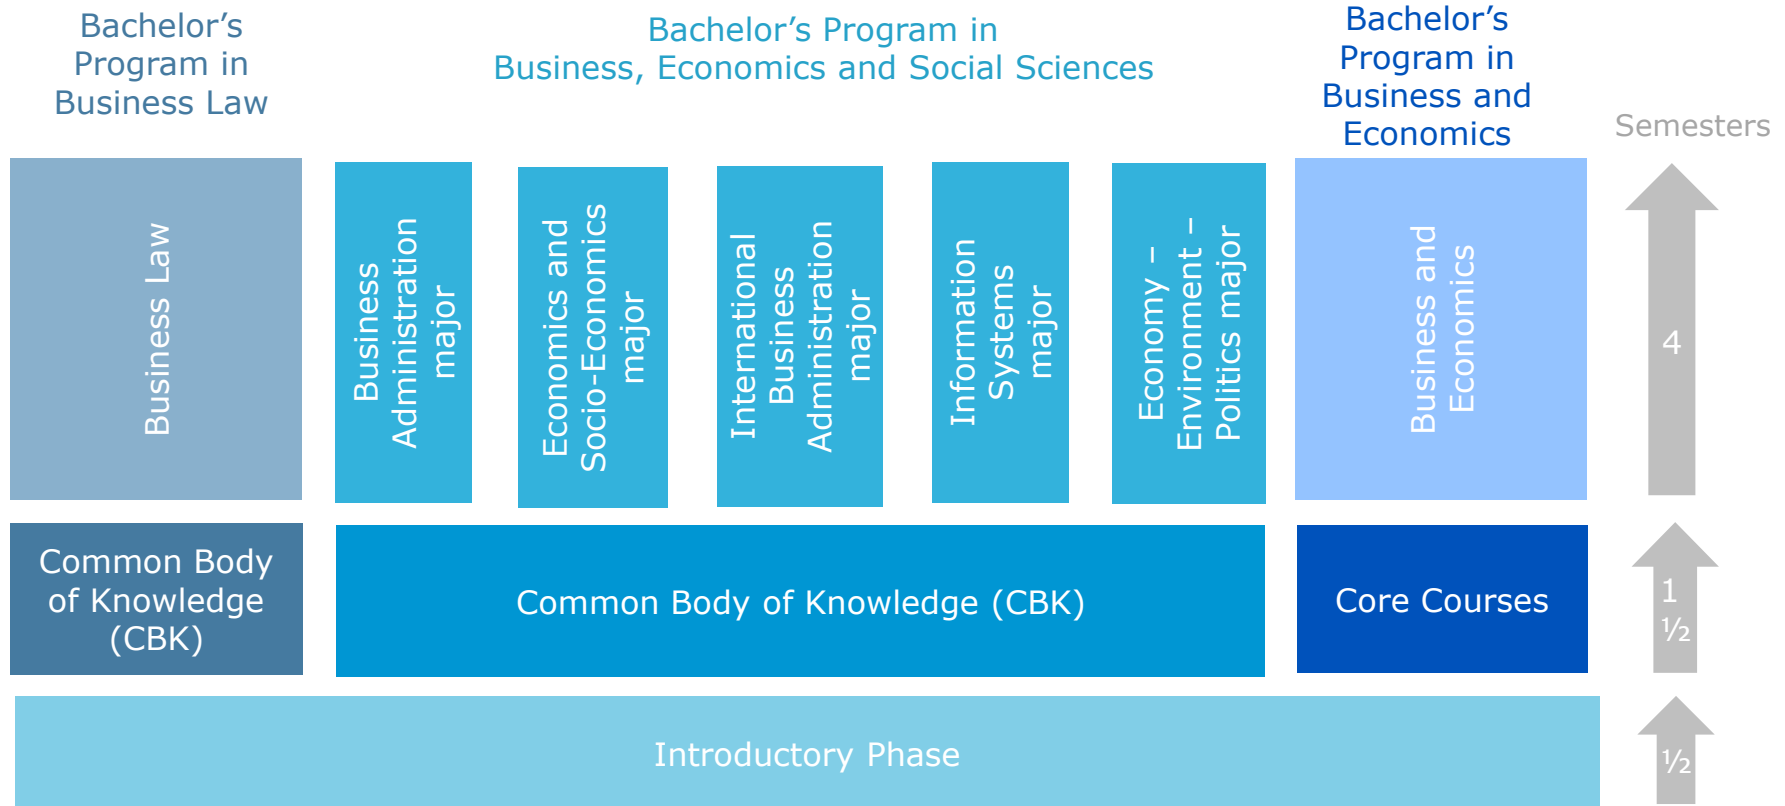 Bachelor’s
Program in
Business Law
Bachelor’s Program in
Business, Economics and Social Sciences
Bachelor’s
Program in
Business and
Economics
Semesters
Business Law
Business
Administration
major
Economics and
Socio-Economics
major
International
Business
Administration
major
Information
Systems
major
Economy –
Environment –
Politics major
Business and
Economics
4
Common Body
of Knowledge
(CBK)
Common Body of Knowledge (CBK)
Core Courses
1
½
Introductory Phase
½